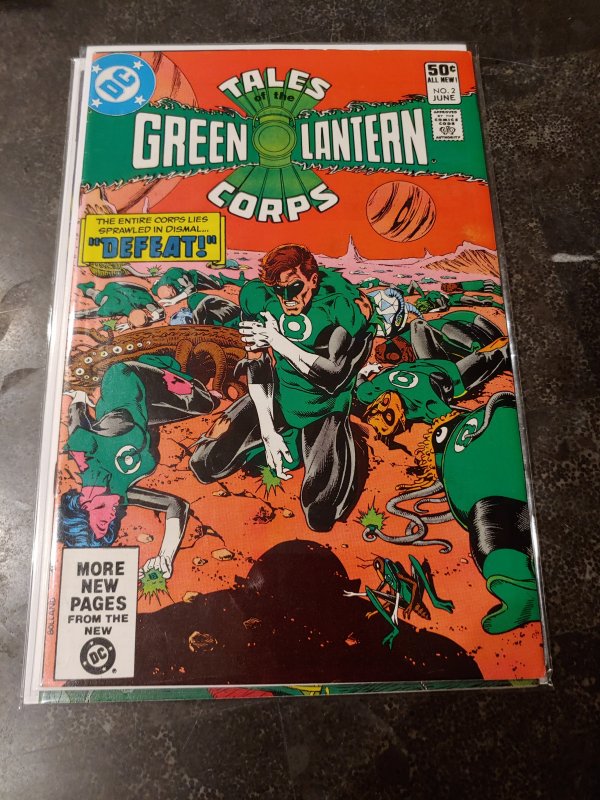 DC
TALES
of the
GREEN LANTERN
CORPS
50¢
ALL NEW!
NO. 2
JUNE
APPROVED
BY THE
COMICS
CODE
AUTHORITY
THE ENTIRE CORPS LIES
SPRAWLED IN DISMAL...
"DEFEAT!"
MORE
NEW
PAGES
FROM THE
NEW
DC
BOLLAND